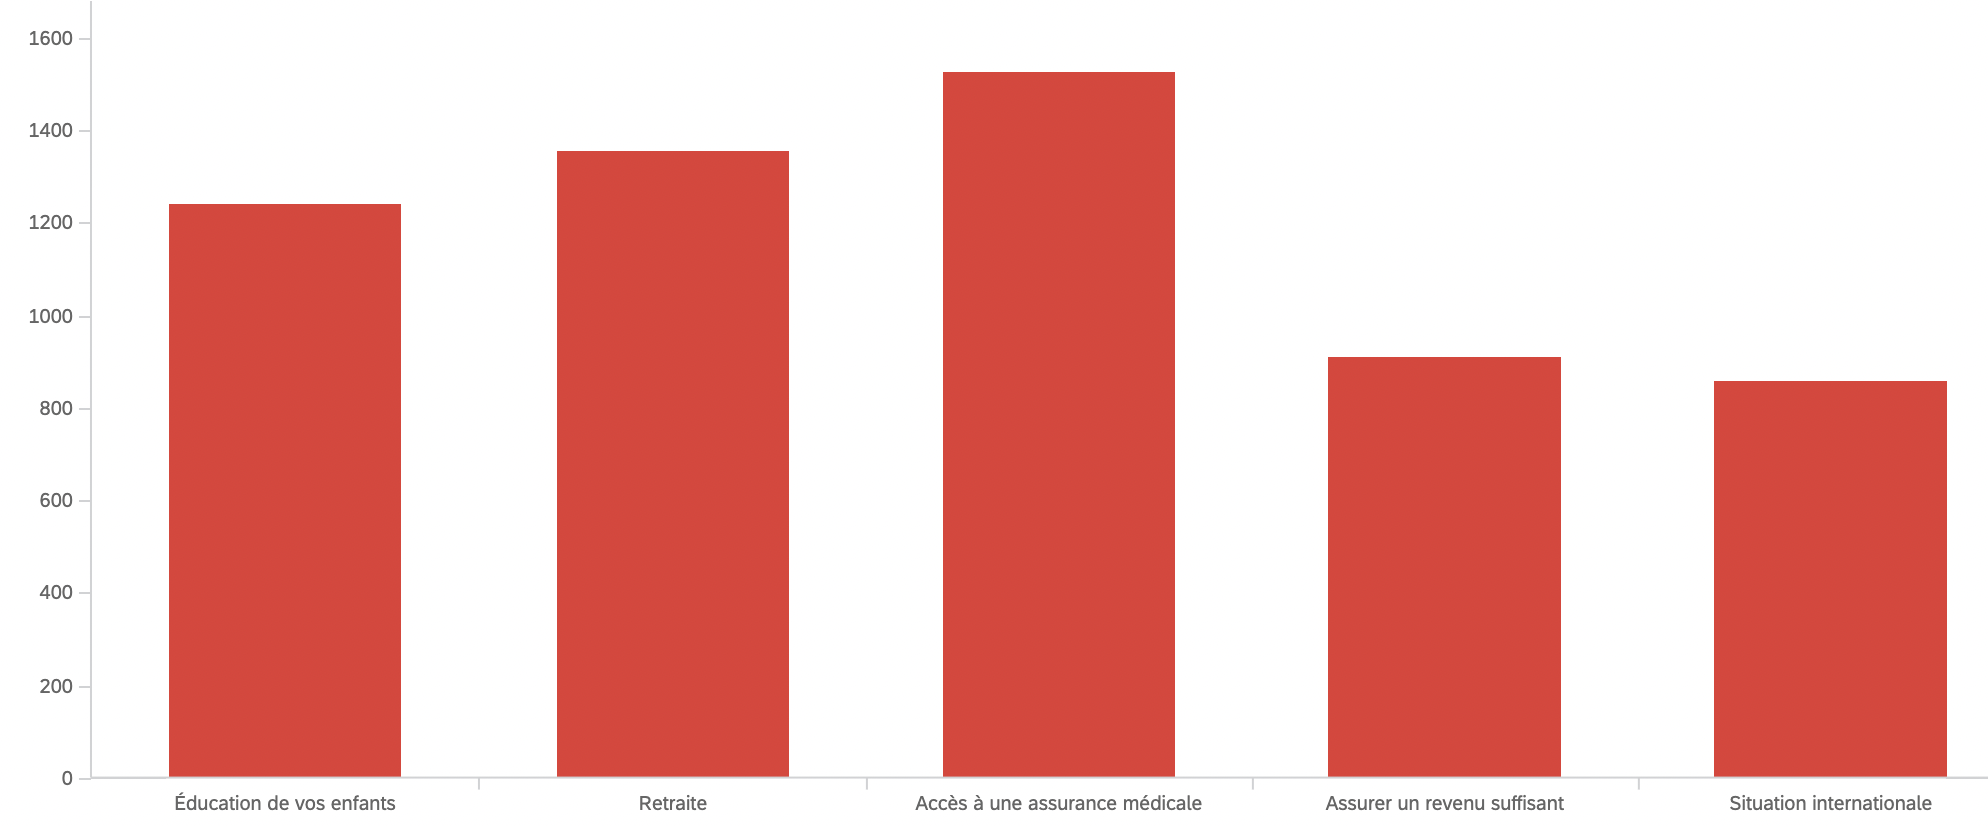 1600
1400
1200
1000
800
600
400
200
0
Éducation de vos enfants
Retraite
Accès à une assurance médicale
Assurer un revenu suffisant
Situation internationale